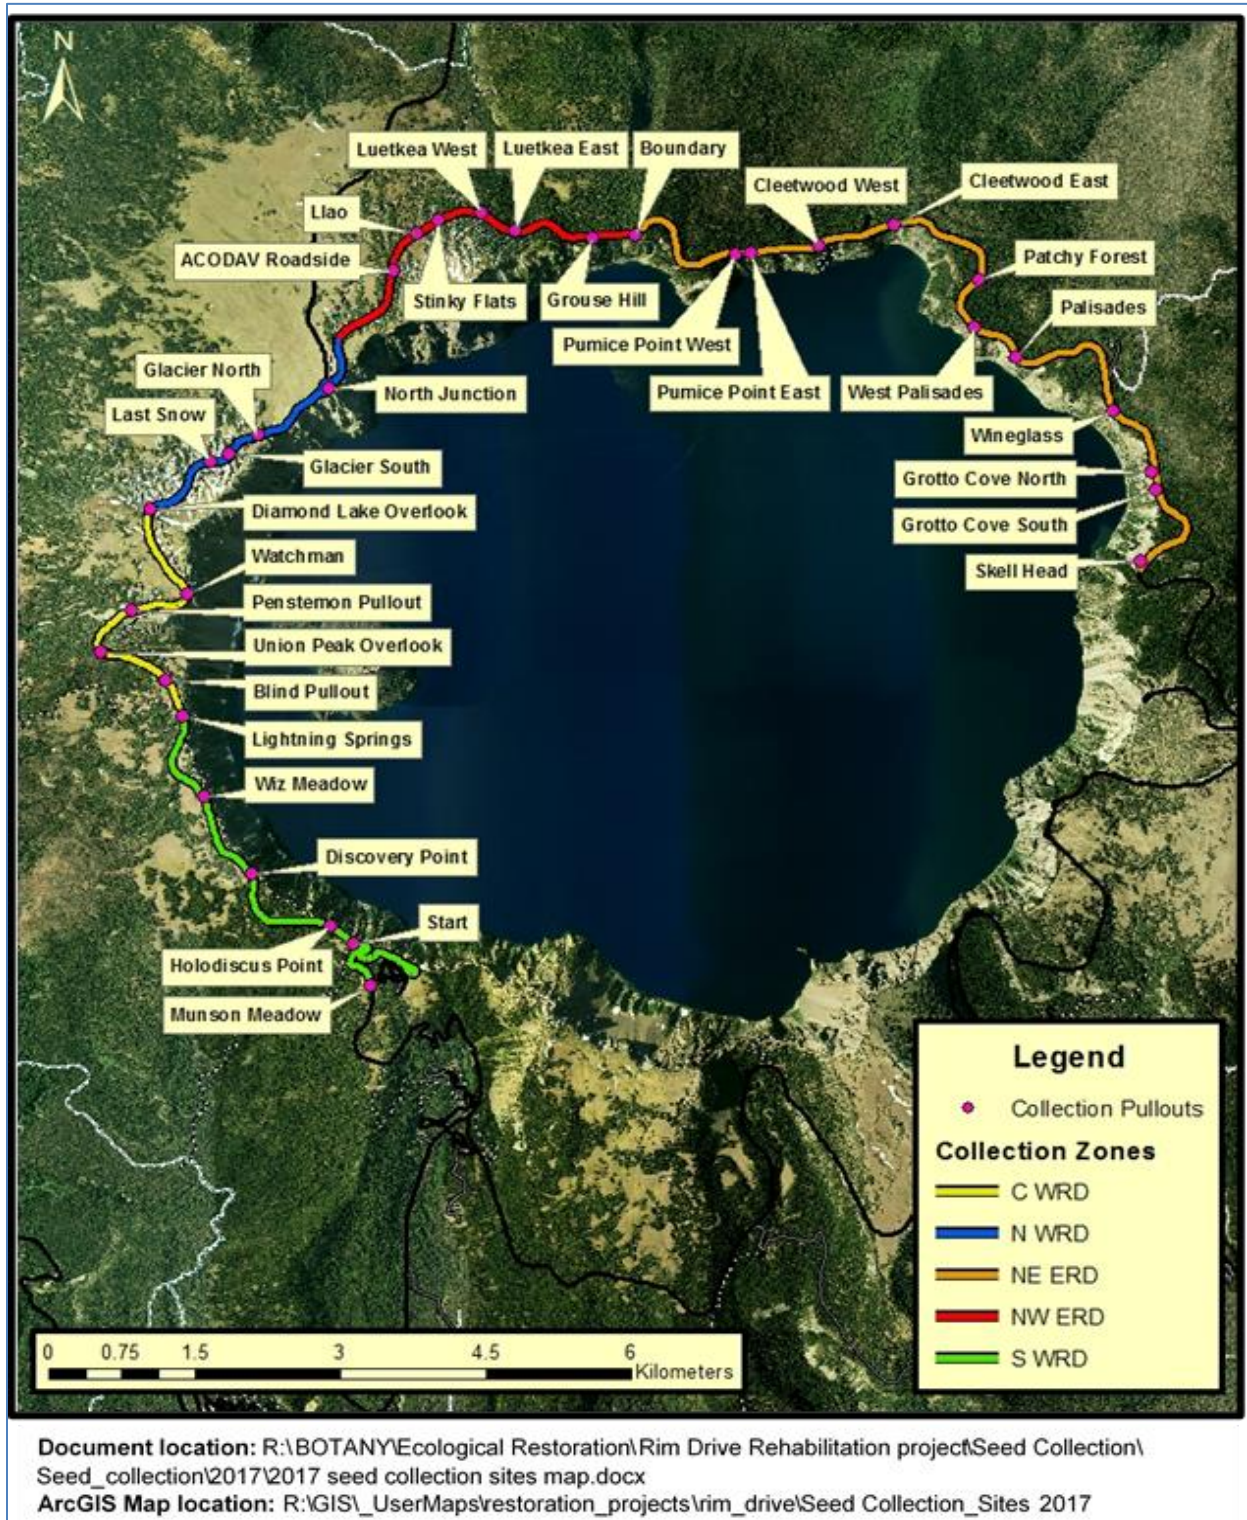 N
Luetkea West
Luetkea East
Boundary
Cleetwood West
Cleetwood East
Llao
ACODAV Roadside
Stinky Flats
Grouse Hill
Patchy Forest
Palisades
Pumice Point West
Pumice Point East
West Palisades
Glacier North
North Junction
Last Snow
Wineglass
Glacier South
Grotto Cove North
Diamond Lake Overlook
Grotto Cove South
Watchman
Skell Head
Penstemon Pullout
Union Peak Overlook
Blind Pullout
Lightning Springs
Wiz Meadow
Discovery Point
Start
Holodiscus Point
Munson Meadow
Legend
Collection Pullouts
Collection Zones
C WRD
N WRD
NE ERD
NW ERD
S WRD
0 0.75 1.5 3 4.5 6
Kilometers
Document location: R:\BOTANY\Ecological Restoration\Rim Drive Rehabilitation project\Seed Collection\
Seed_collection\2017\2017 seed collection sites map.docx
ArcGIS Map location: R:\GIS\_UserMaps\restoration_projects\rim_drive\Seed Collection_Sites 2017